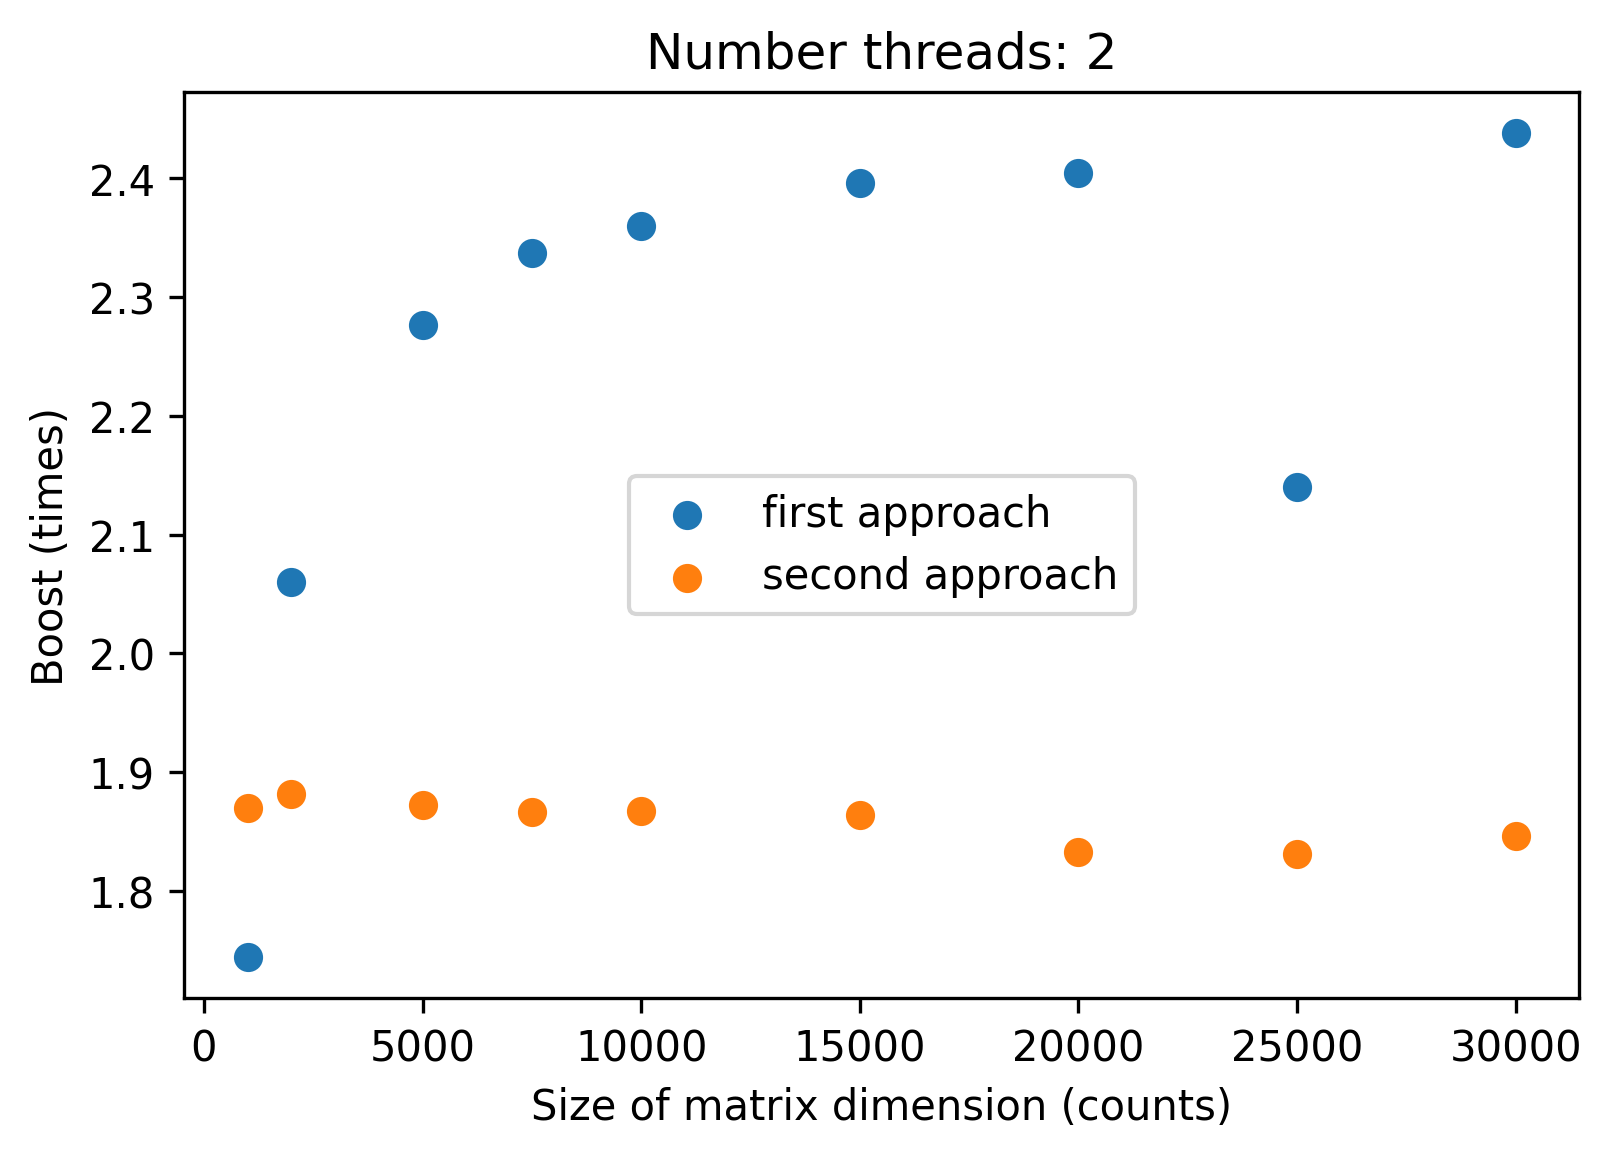 Number threads: 2
Boost (times)
2.4
2.3
2.2
2.1
2.0
1.9
1.8
first approach
second approach
0 5000 10000 15000 20000 25000 30000
Size of matrix dimension (counts)